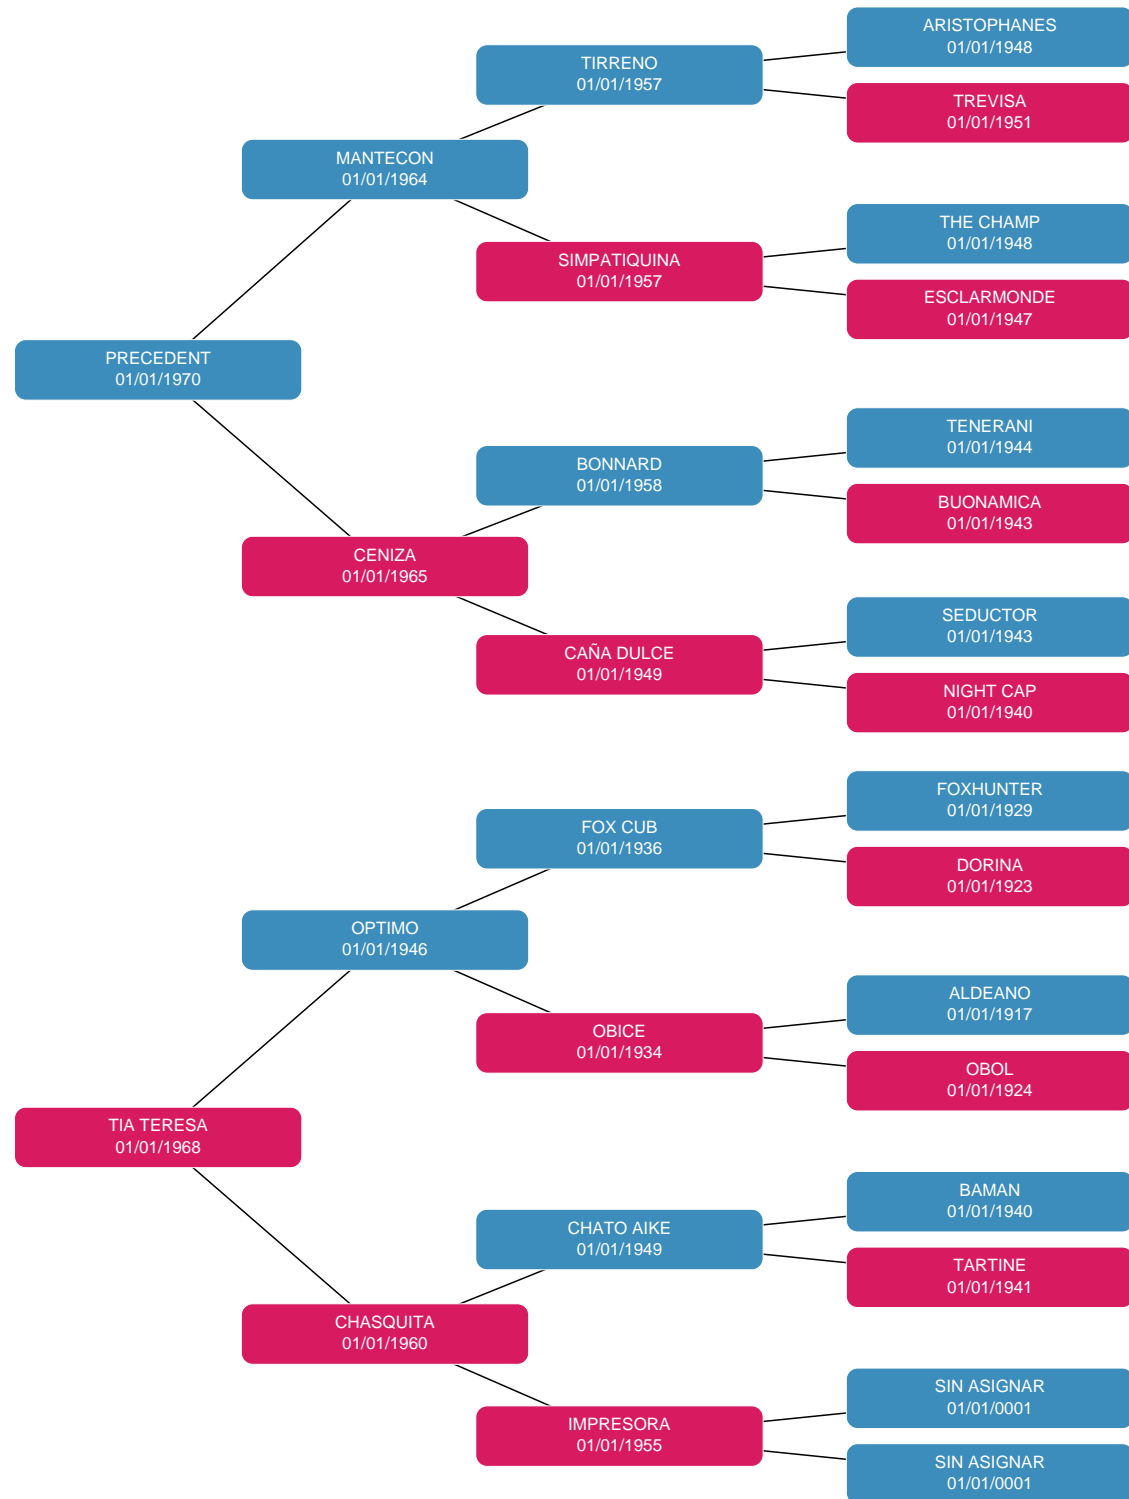 ARISTOPHANES
01/01/1948
TIRRENO
01/01/1957
TREVISA
01/01/1951
MANTECON
01/01/1964
THE CHAMP
01/01/1948
SIMPATIQUINA
01/01/1957
ESCLARMONDE
01/01/1947
PRECEDENT
01/01/1970
TENERANI
01/01/1944
BONNARD
01/01/1958
BUONAMICA
01/01/1943
CENIZA
01/01/1965
SEDUCTOR
01/01/1943
CAÑA DULCE
01/01/1949
NIGHT CAP
01/01/1940
FOXHUNTER
01/01/1929
FOX CUB
01/01/1936
DORINA
01/01/1923
OPTIMO
01/01/1946
ALDEANO
01/01/1917
OBICE
01/01/1934
OBOL
01/01/1924
TIA TERESA
01/01/1968
BAMAN
01/01/1940
CHATO AIKE
01/01/1949
TARTINE
01/01/1941
CHASQUITA
01/01/1960
SIN ASIGNAR
01/01/0001
IMPRESORA
01/01/1955
SIN ASIGNAR
01/01/0001